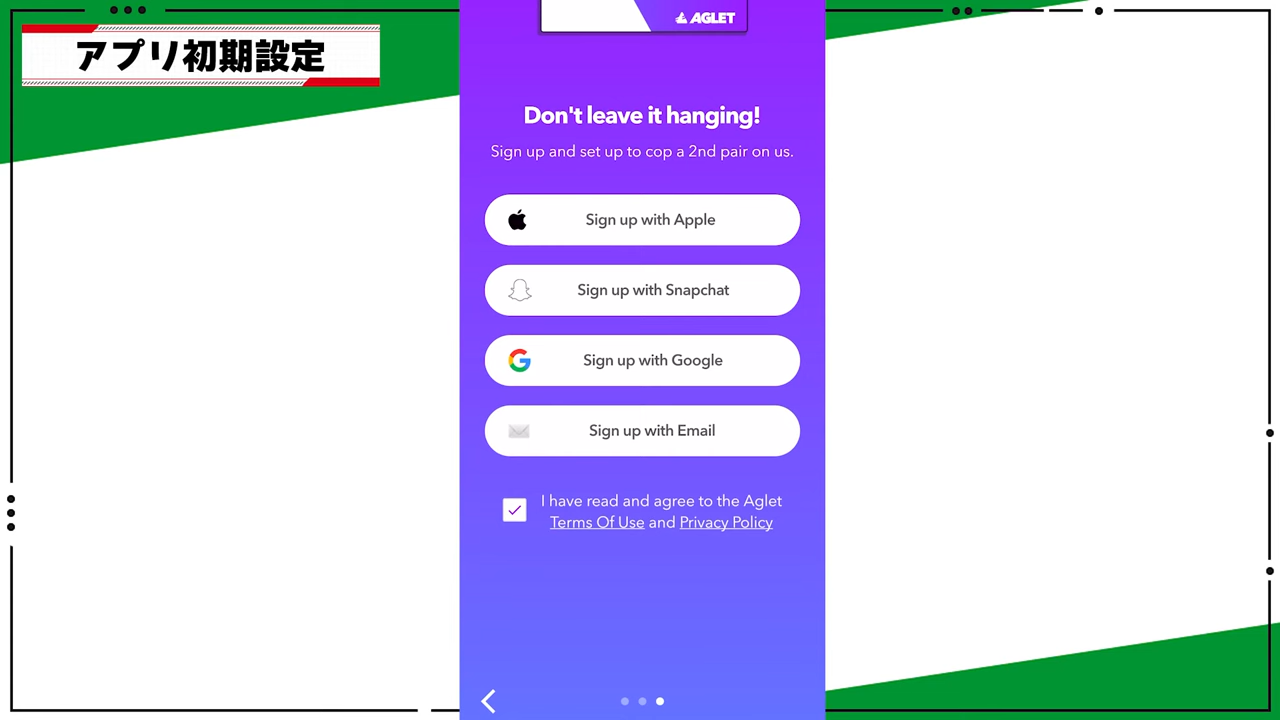 アプリ初期設定
AGLET
Don't leave it hanging!
Sign up and set up to cop a 2nd pair on us.
Sign up with Apple
Sign up with Snapchat
Sign up with Google
Sign up with Email
I have read and agree to the Aglet
Terms Of Use and Privacy Policy